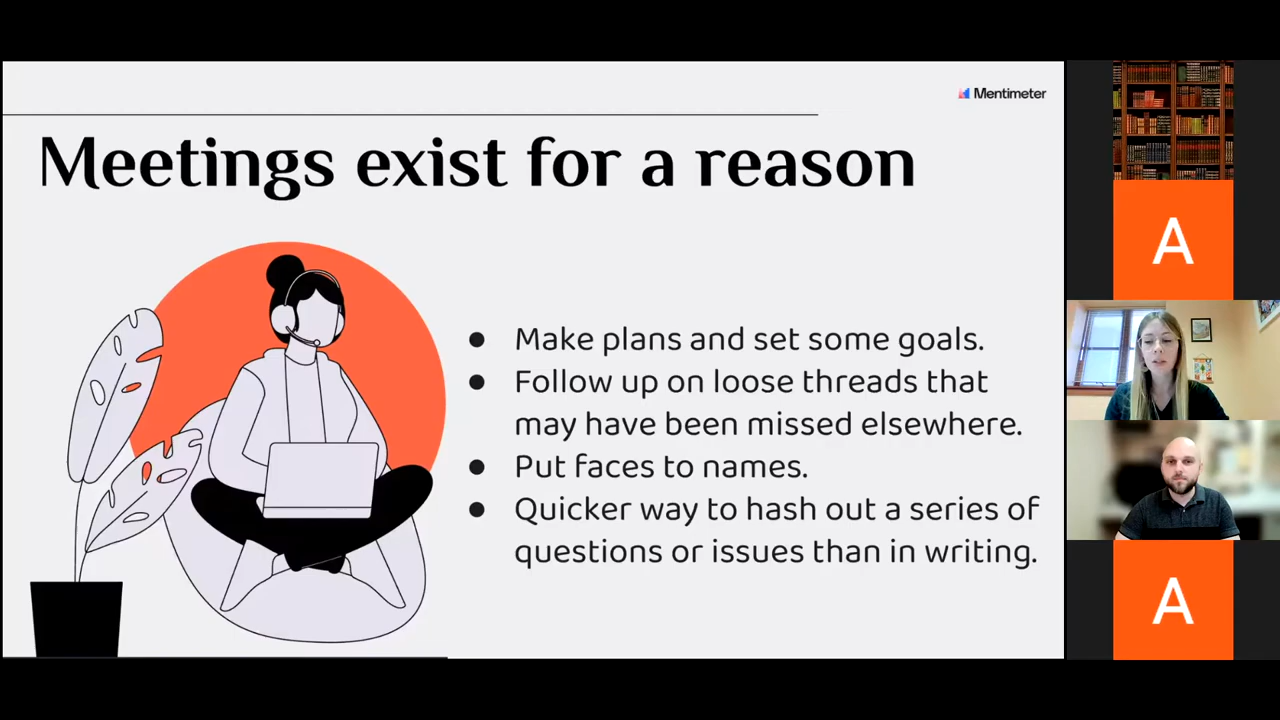 Mentimeter
Meetings exist for a reason
● Make plans and set some goals.
● Follow up on loose threads that
may have been missed elsewhere.
● Put faces to names.
● Quicker way to hash out a series of
questions or issues than in writing.
A
A